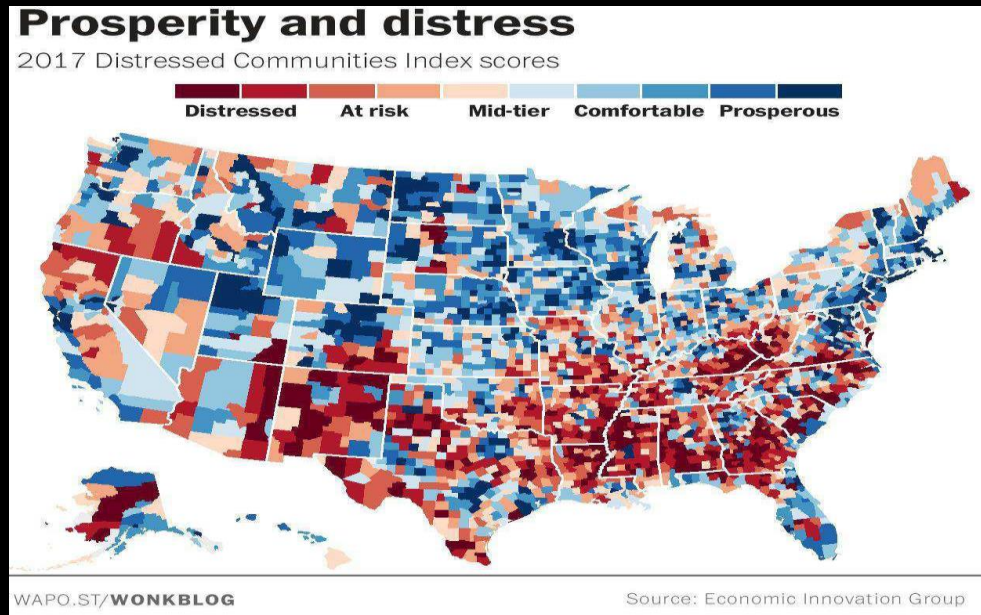 Prosperity and distress
2017 Distressed Communities Index scores
Distressed At risk Mid-tier Comfortable Prosperous
WAPO.ST/WONKBLOG Source: Economic Innovation Group